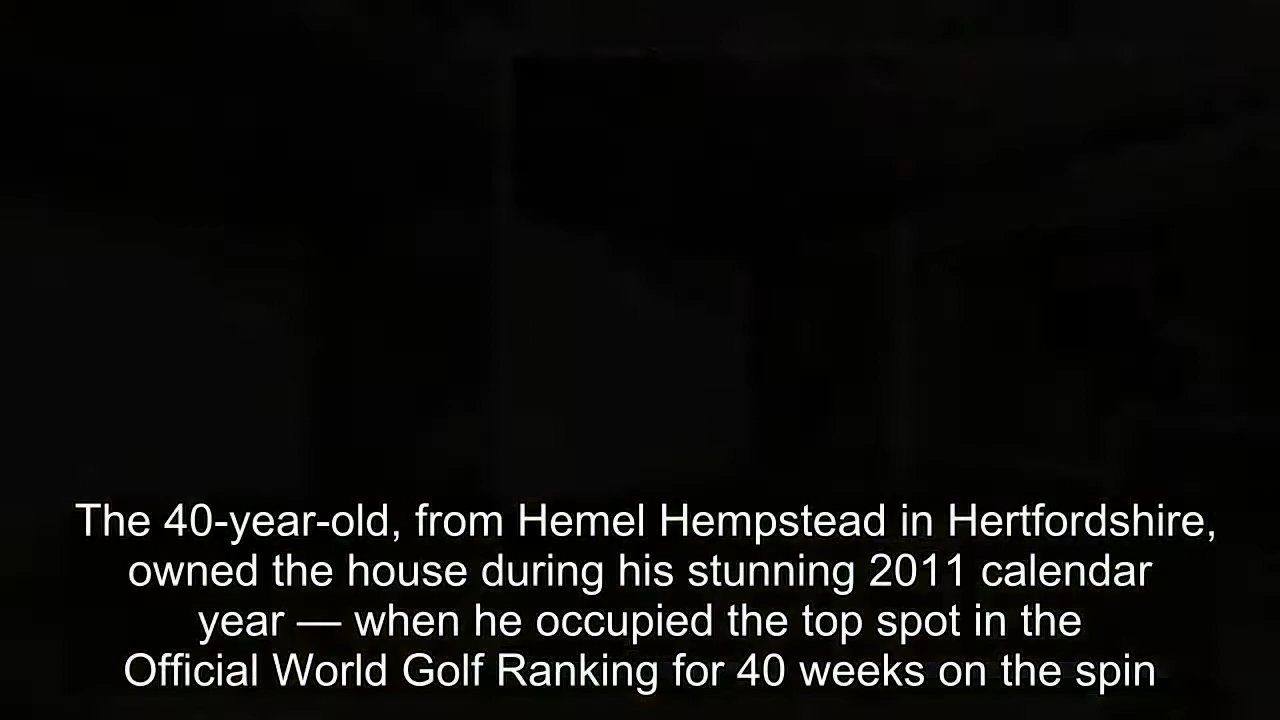 The 40-year-old, from Hemel Hempstead in Hertfordshire,
owned the house during his stunning 2011 calendar
year — when he occupied the top spot in the
Official World Golf Ranking for 40 weeks on the spin